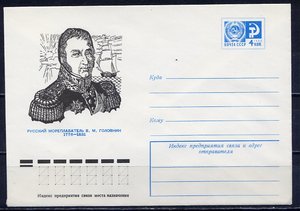 ПОЧТА СССР
4 КОП.
Куда
РУССКИЙ МОРЕПЛАВАТЕЛЬ В. М. ГОЛОВНИН
1776—1831
Кому
Индекс предприятия связи и адрес
отправителя
Индекс предприятия связи места назначения